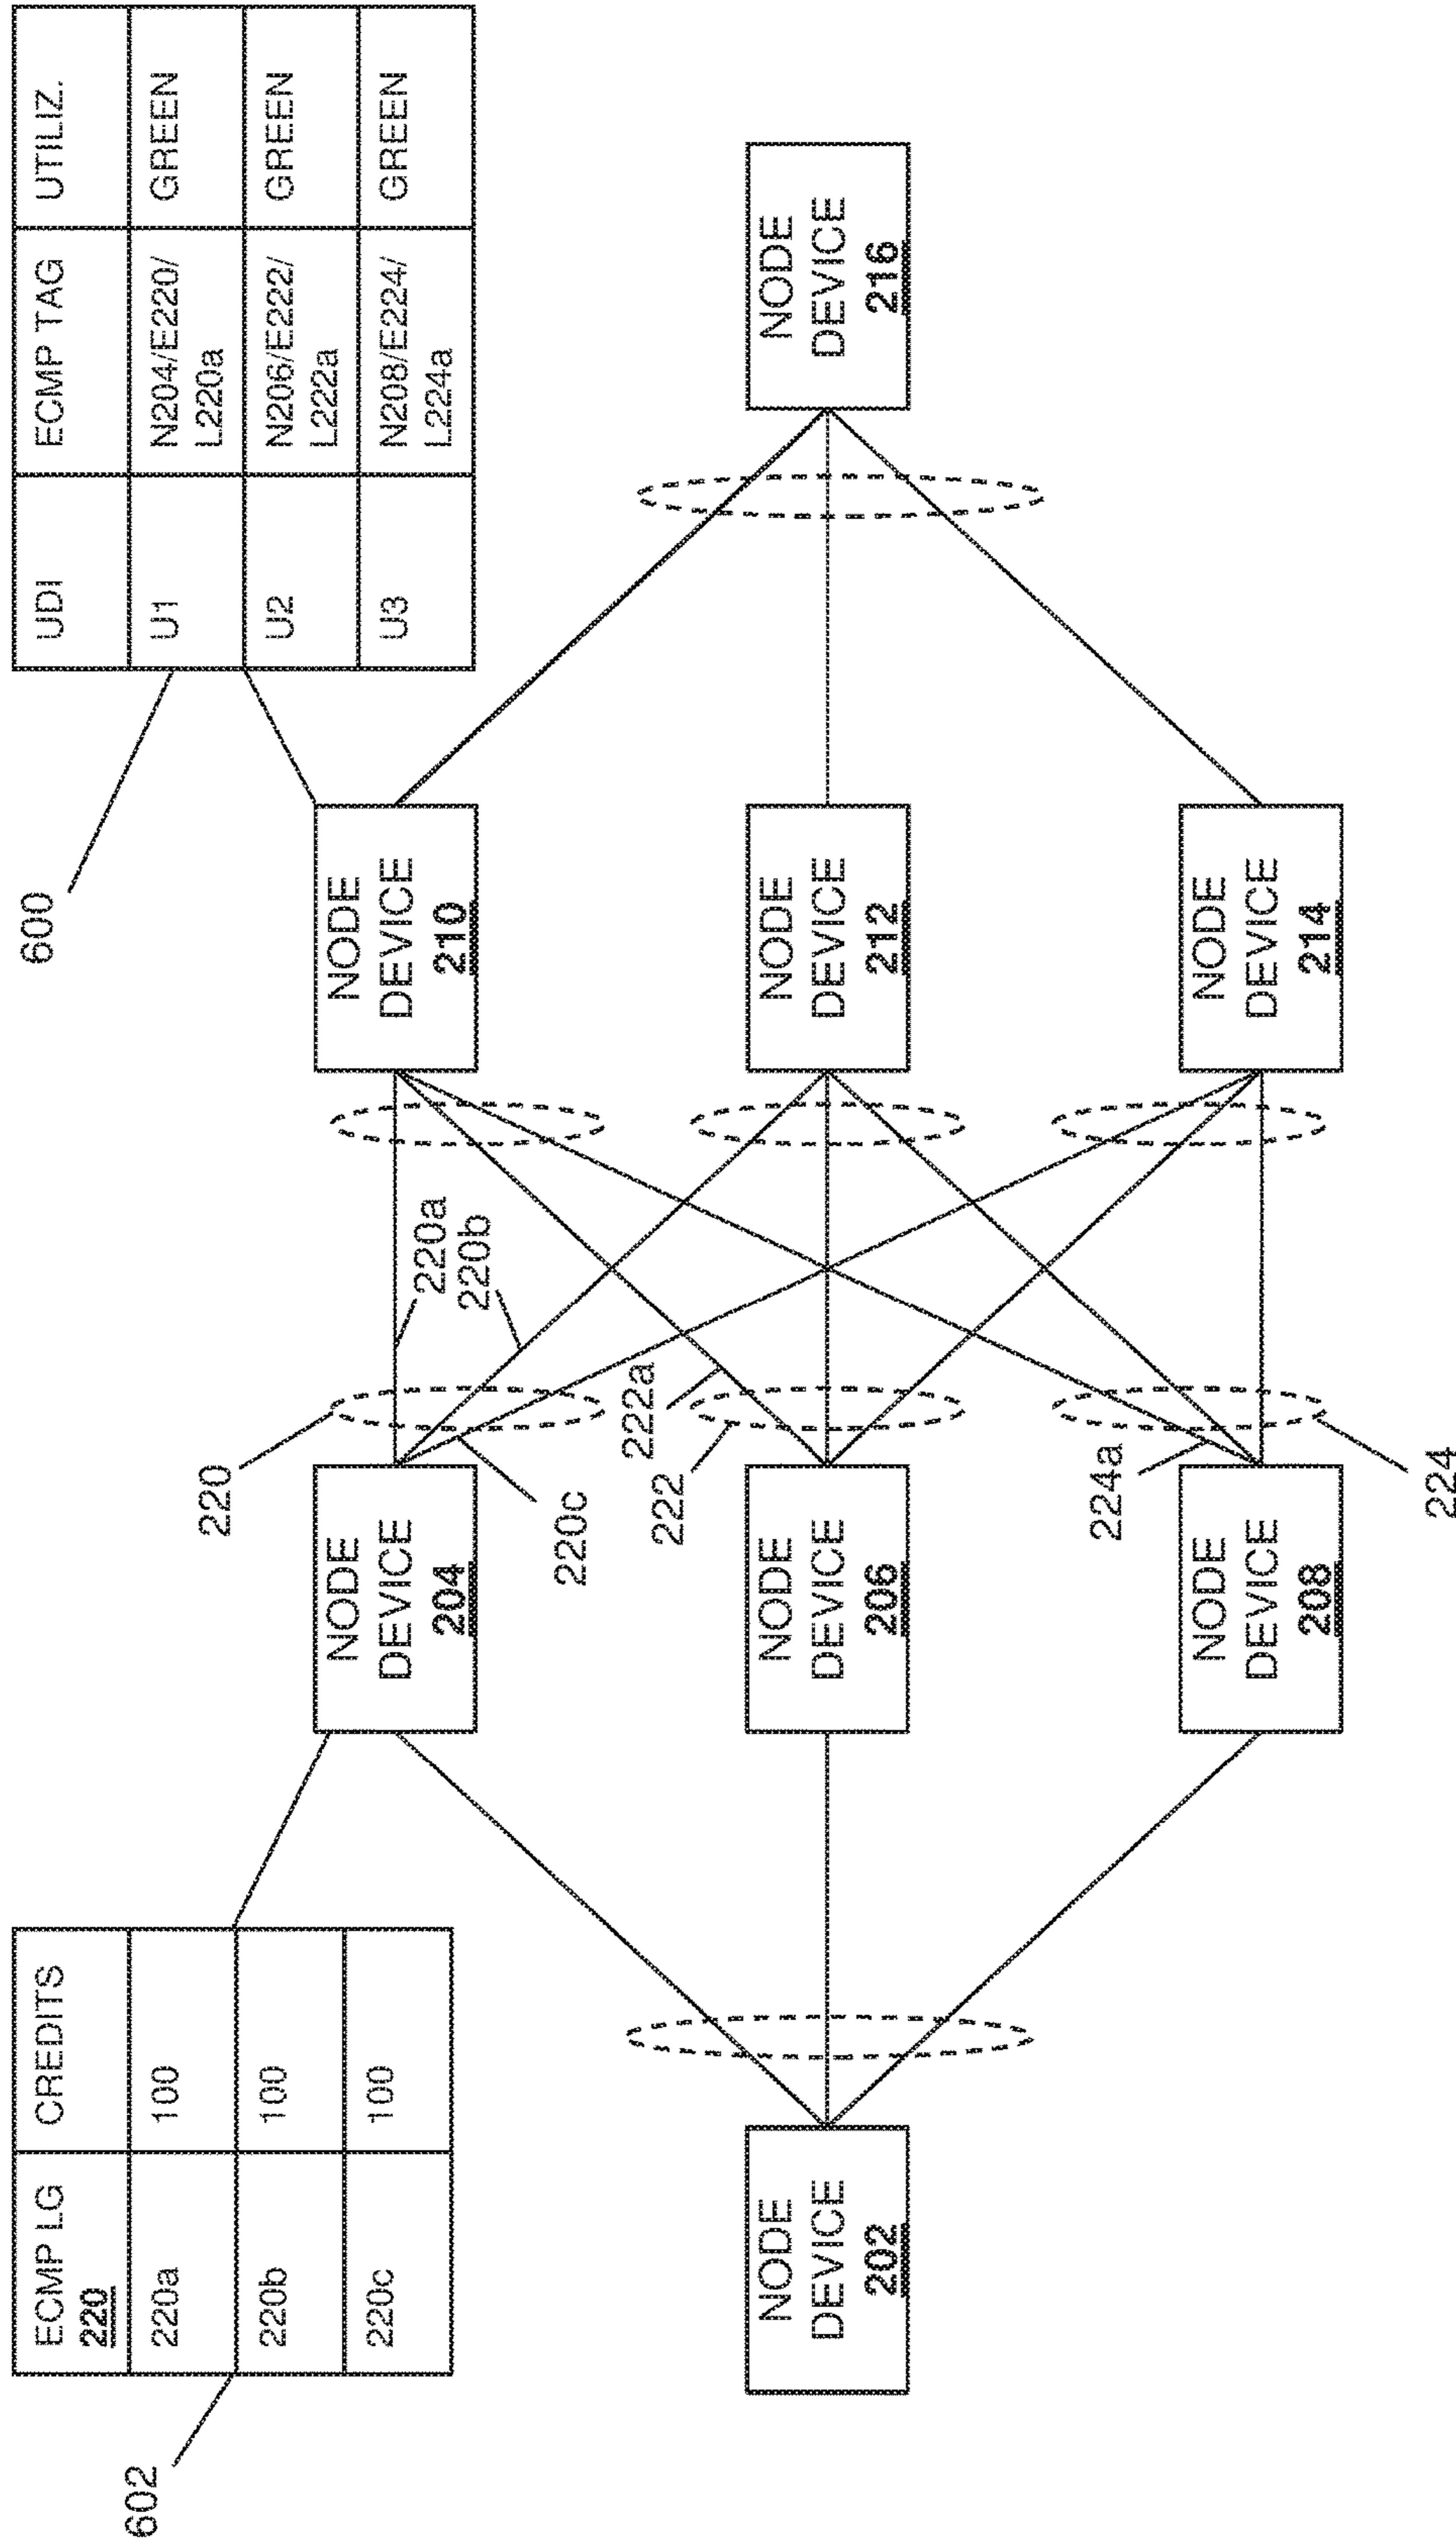 602
ECMP LG
220
CREDITS
220a
100
220b
100
220c
100
600
UDI
ECMP TAG
UTILIZ.
U1
N204/E220/
L220a
GREEN
U2
N206/E222/
L222a
GREEN
U3
N208/E224/
L224a
GREEN
NODE
DEVICE
202
NODE
DEVICE
204
NODE
DEVICE
206
NODE
DEVICE
208
220
220a
220b
220c
222a
222
224a
224
NODE
DEVICE
210
NODE
DEVICE
212
NODE
DEVICE
214
NODE
DEVICE
216